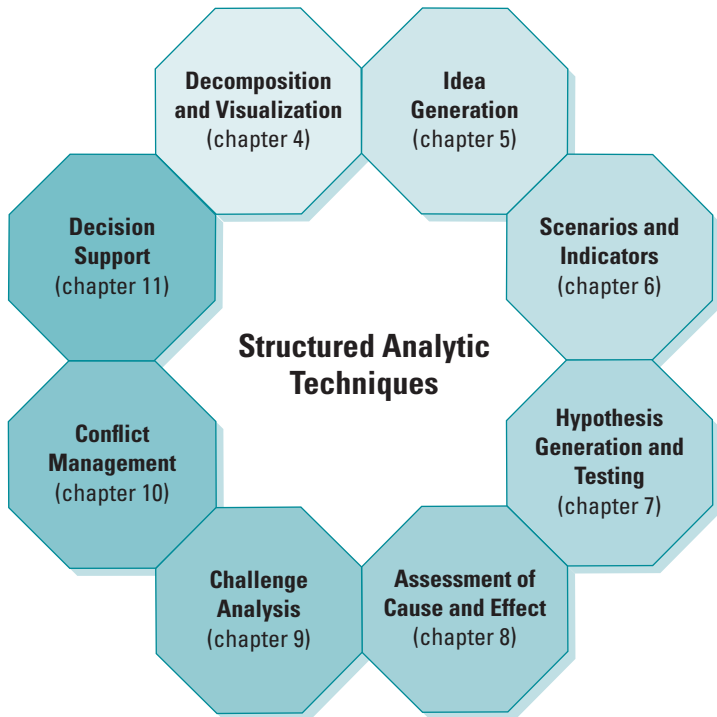 Decomposition
and Visualization
(chapter 4)
Idea
Generation
(chapter 5)
Scenarios and
Indicators
(chapter 6)
Hypothesis
Generation and
Testing
(chapter 7)
Assessment of
Cause and Effect
(chapter 8)
Challenge
Analysis
(chapter 9)
Conflict
Management
(chapter 10)
Decision
Support
(chapter 11)
Structured Analytic
Techniques